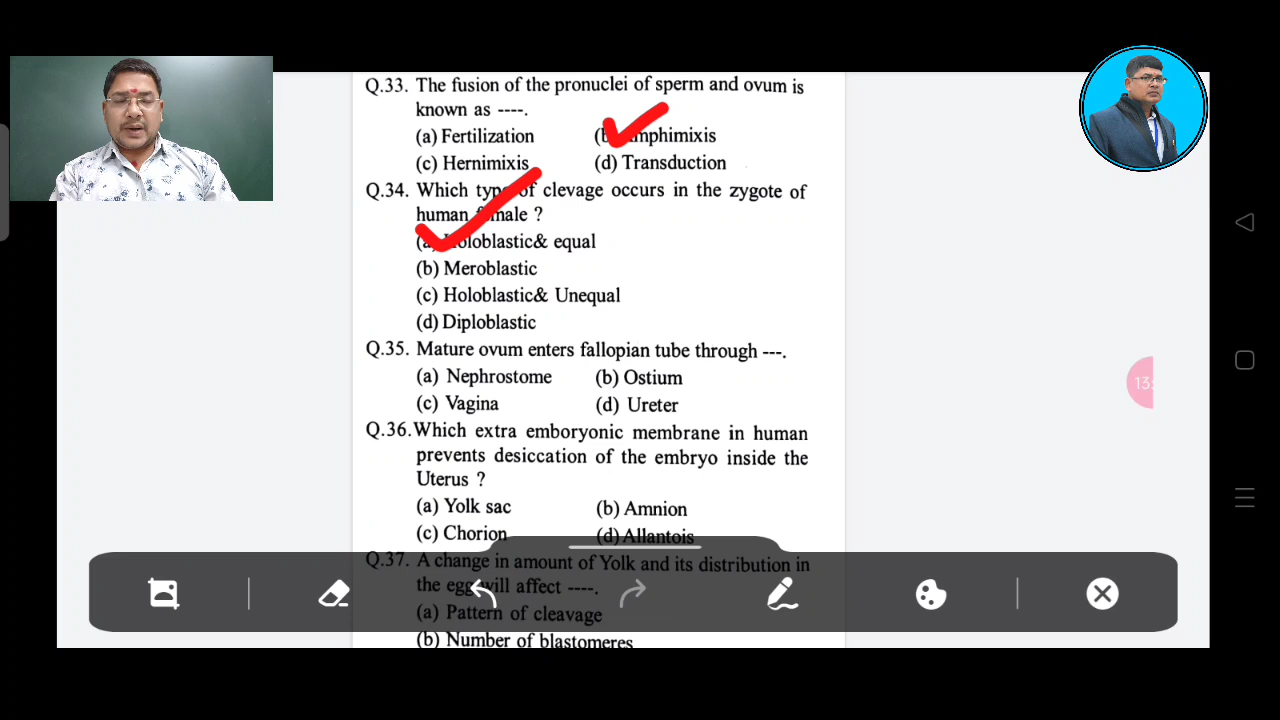 Q.33. The fusion of the pronuclei of sperm and ovum is
known as ----.
(a) Fertilization (b) Amphimixis
(c) Hernimixis (d) Transduction
Q.34. Which type of clevage occurs in the zygote of
human female ?
(a) Holoblastic& equal
(b) Meroblastic
(c) Holoblastic& Unequal
(d) Diploblastic
Q.35. Mature ovum enters fallopian tube through ---.
(a) Nephrostome (b) Ostium
(c) Vagina (d) Ureter
Q.36. Which extra emboryonic membrane in human
prevents desiccation of the embryo inside the
Uterus ?
(a) Yolk sac (b) Amnion
(c) Chorion (d) Allantois
Q.37. A change in amount of Yolk and its distribution in
the egg will affect ----.
(a) Pattern of cleavage
(b) Number of blastomeres